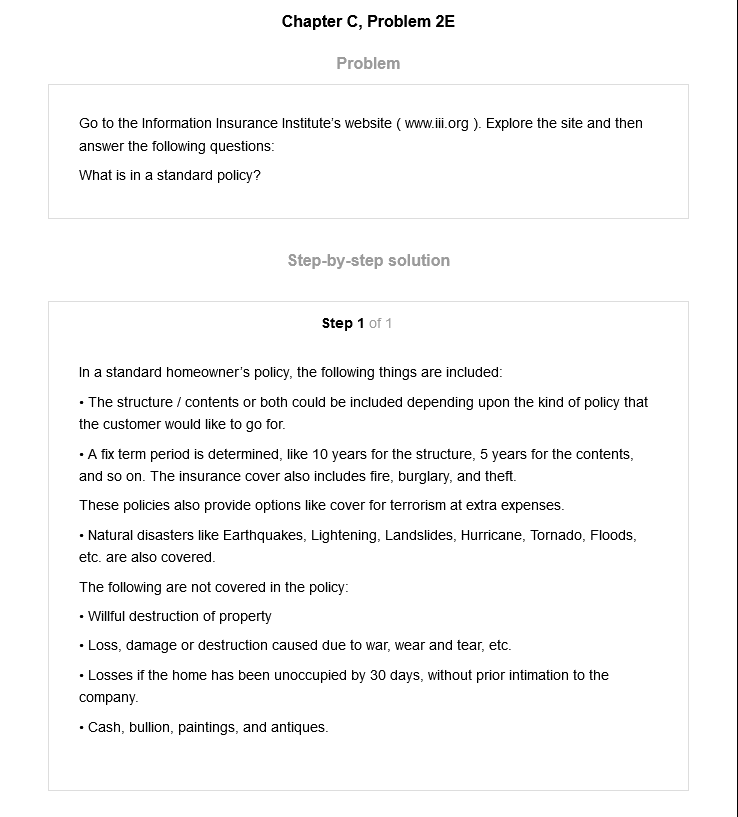 Chapter C, Problem 2E
Problem
Go to the Information Insurance Institute's website ( www.iii.org ). Explore the site and then
answer the following questions:
What is in a standard policy?
Step-by-step solution
Step 1 of 1
In a standard homeowner's policy, the following things are included:
• The structure / contents or both could be included depending upon the kind of policy that
the customer would like to go for.
• A fix term period is determined, like 10 years for the structure, 5 years for the contents,
and so on. The insurance cover also includes fire, burglary, and theft.
These policies also provide options like cover for terrorism at extra expenses.
• Natural disasters like Earthquakes, Lightening, Landslides, Hurricane, Tornado, Floods,
etc. are also covered.
The following are not covered in the policy:
• Willful destruction of property
• Loss, damage or destruction caused due to war, wear and tear, etc.
• Losses if the home has been unoccupied by 30 days, without prior intimation to the
company.
• Cash, bullion, paintings, and antiques.